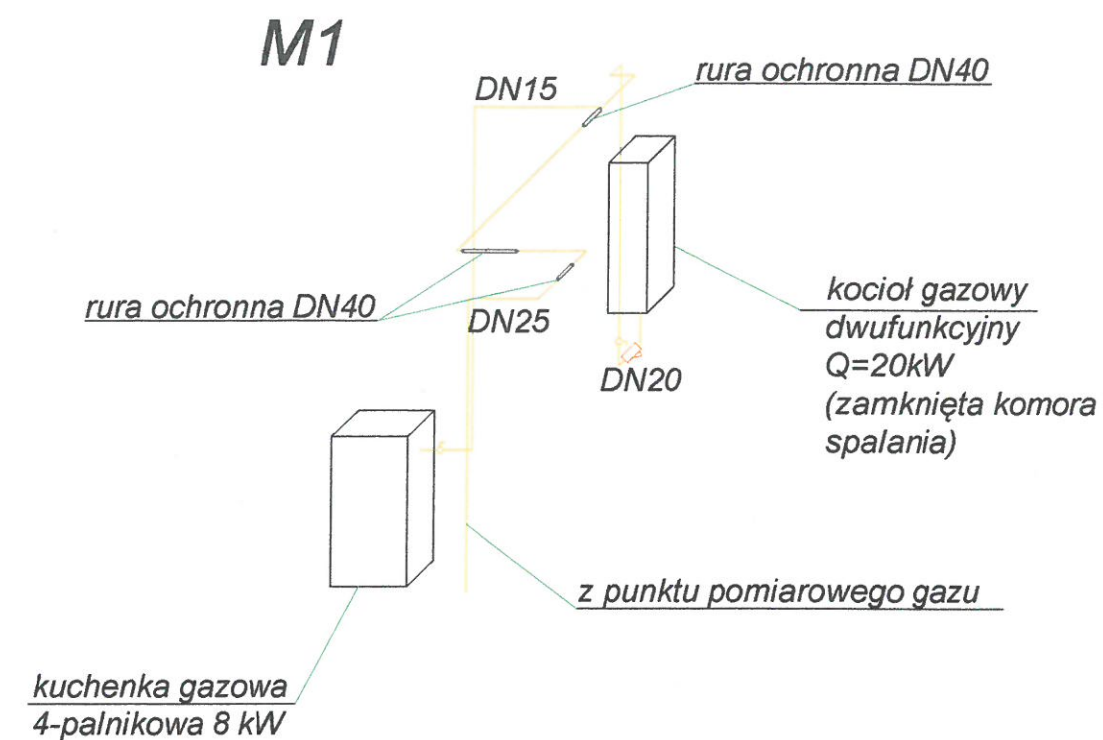 M1
rura ochronna DN40
DN15
rura ochronna DN40
DN25
kocioł gazowy
dwufunkcyjny
Q=20kW
(zamknięta komora
spalania)
DN20
z punktu pomiarowego gazu
kuchenka gazowa
4-palnikowa 8 kW